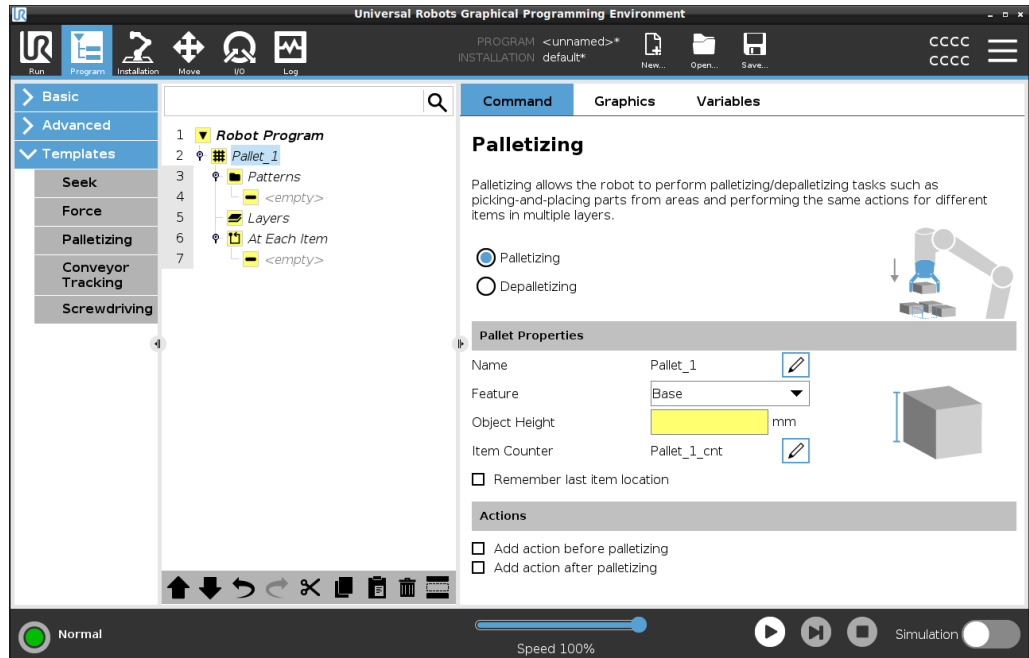 Universal Robots Graphical Programming Environment
PROGRAM <unnamed>*
INSTALLATION default*
Run
Program
Installation
Move
I/O
Log
New...
Open...
Save...
CCCC
CCCC
Basic
Advanced
Templates
Seek
Force
Palletizing
Conveyor
Tracking
Screwdriving
1 Robot Program
2 Pallet_1
3 Patterns
4 <empty>
5 Layers
6 At Each Item
7 <empty>
Command Graphics Variables
Palletizing
Palletizing allows the robot to perform palletizing/depalletizing tasks such as
picking-and-placing parts from areas and performing the same actions for different
items in multiple layers.
Palletizing
Depalletizing
Pallet Properties
Name Pallet_1
Feature Base
Object Height mm
Item Counter Pallet_1_cnt
Remember last item location
Actions
Add action before palletizing
Add action after palletizing
Normal
Speed 100%
Simulation